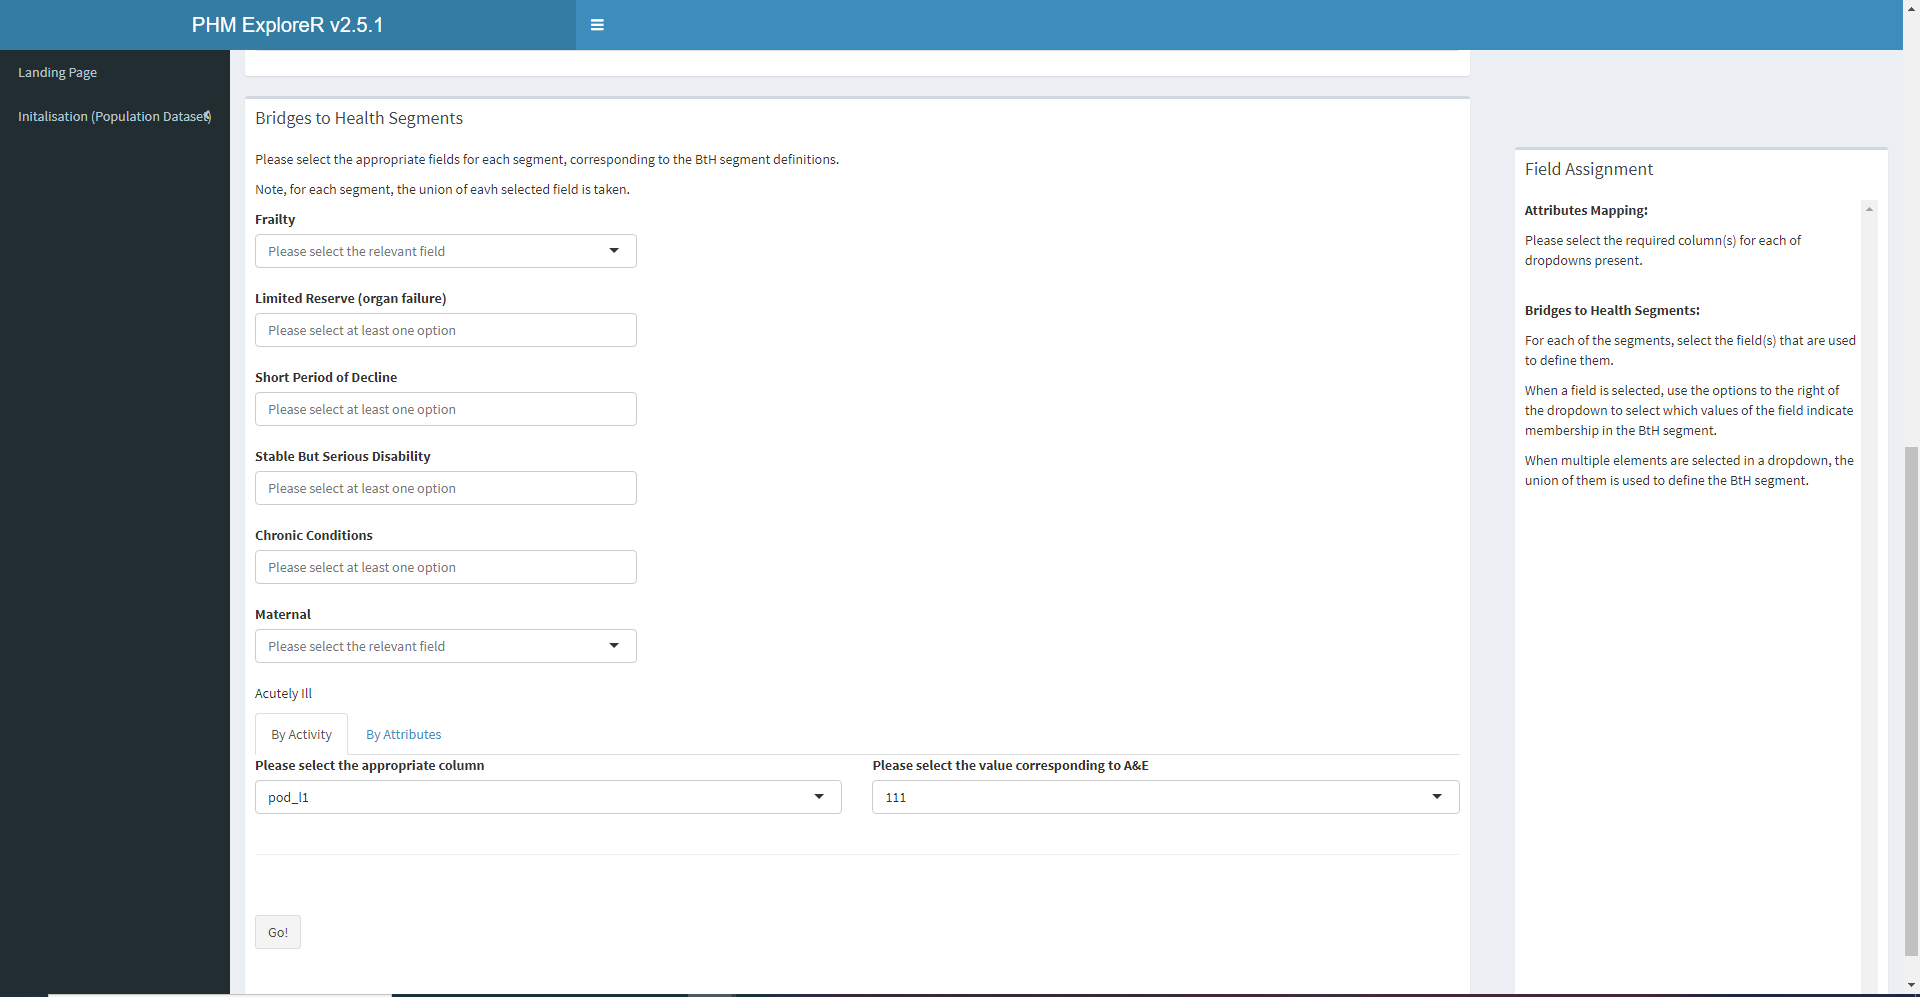 PHM ExploreR v2.5.1
Landing Page
Initalisation (Population Dataset)
Bridges to Health Segments
Please select the appropriate fields for each segment, corresponding to the BtH segment definitions.
Note, for each segment, the union of eavh selected field is taken.
Frailty
Please select the relevant field
Limited Reserve (organ failure)
Please select at least one option
Short Period of Decline
Please select at least one option
Stable But Serious Disability
Please select at least one option
Chronic Conditions
Please select at least one option
Maternal
Please select the relevant field
Acutely Ill
By Activity
By Attributes
Please select the appropriate column
pod_l1
Please select the value corresponding to A&E
111
Go!
Field Assignment
Attributes Mapping:
Please select the required column(s) for each of
dropdowns present.
Bridges to Health Segments:
For each of the segments, select the field(s) that are used
to define them.
When a field is selected, use the options to the right of
the dropdown to select which values of the field indicate
membership in the BtH segment.
When multiple elements are selected in a dropdown, the
union of them is used to define the BtH segment.